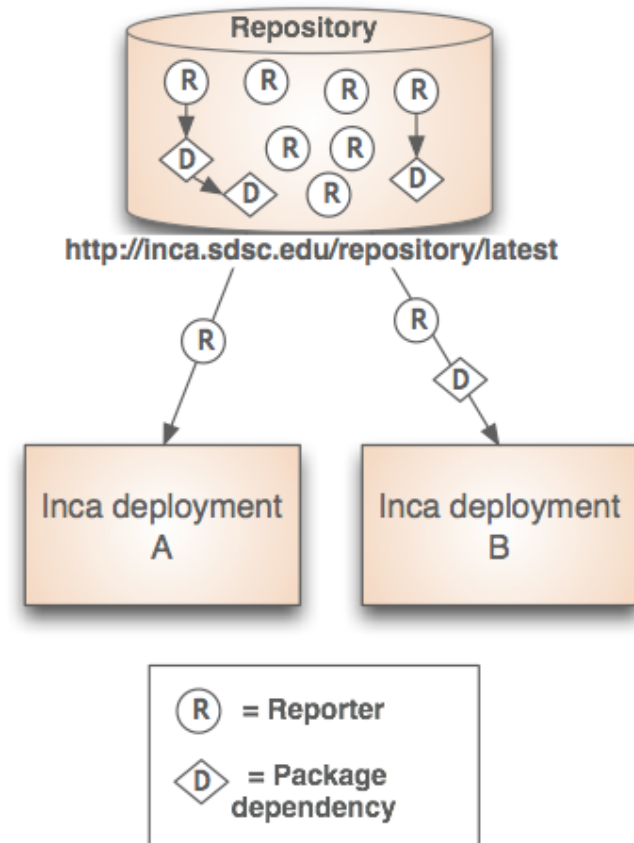 Repository
R
R
R
R
D
R
R
D
D
R
http://inca.sdsc.edu/repository/latest
R
R
D
Inca deployment
A
Inca deployment
B
R = Reporter
D = Package
dependency